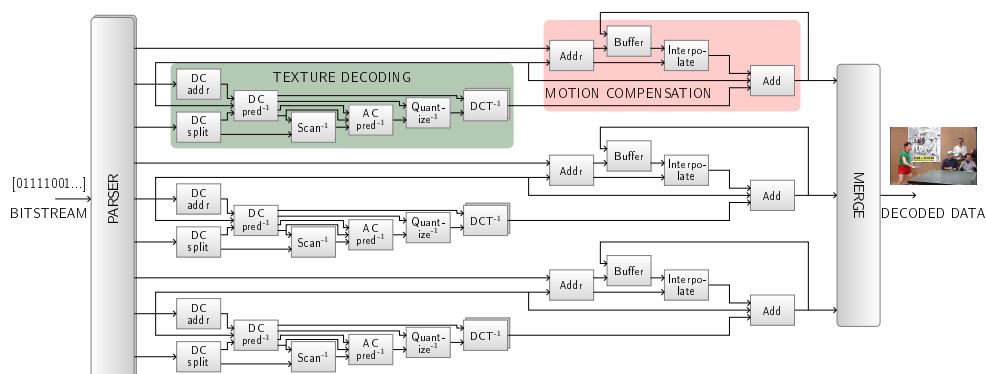 TEXTURE DECODING
MOTION COMPENSATION
Addr
Buffer
Interpo-
late
Add
DC
addr
DC
split
DC
pred-1
Scan-1
AC
pred-1
Quant-
ize-1
DCT-1
Addr
Buffer
Interpo-
late
Add
DC
addr
DC
split
DC
pred-1
Scan-1
AC
pred-1
Quant-
ize-1
DCT-1
Addr
Buffer
Interpo-
late
Add
DC
addr
DC
split
DC
pred-1
Scan-1
AC
pred-1
Quant-
ize-1
DCT-1
[01111001...]
BITSTREAM
PARSER
MERGE
DECODED DATA